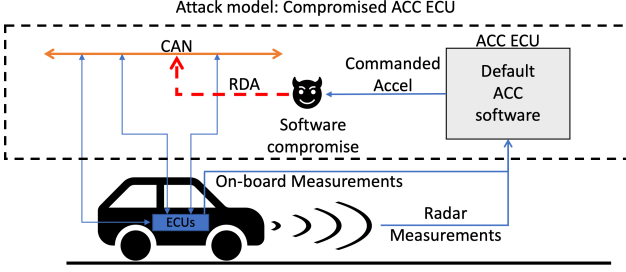 Attack model: Compromised ACC ECU
CAN
ACC ECU
RDA
Commanded
Accel
Default
ACC
software
Software
compromise
On-board Measurements
ECUs
Radar
Measurements